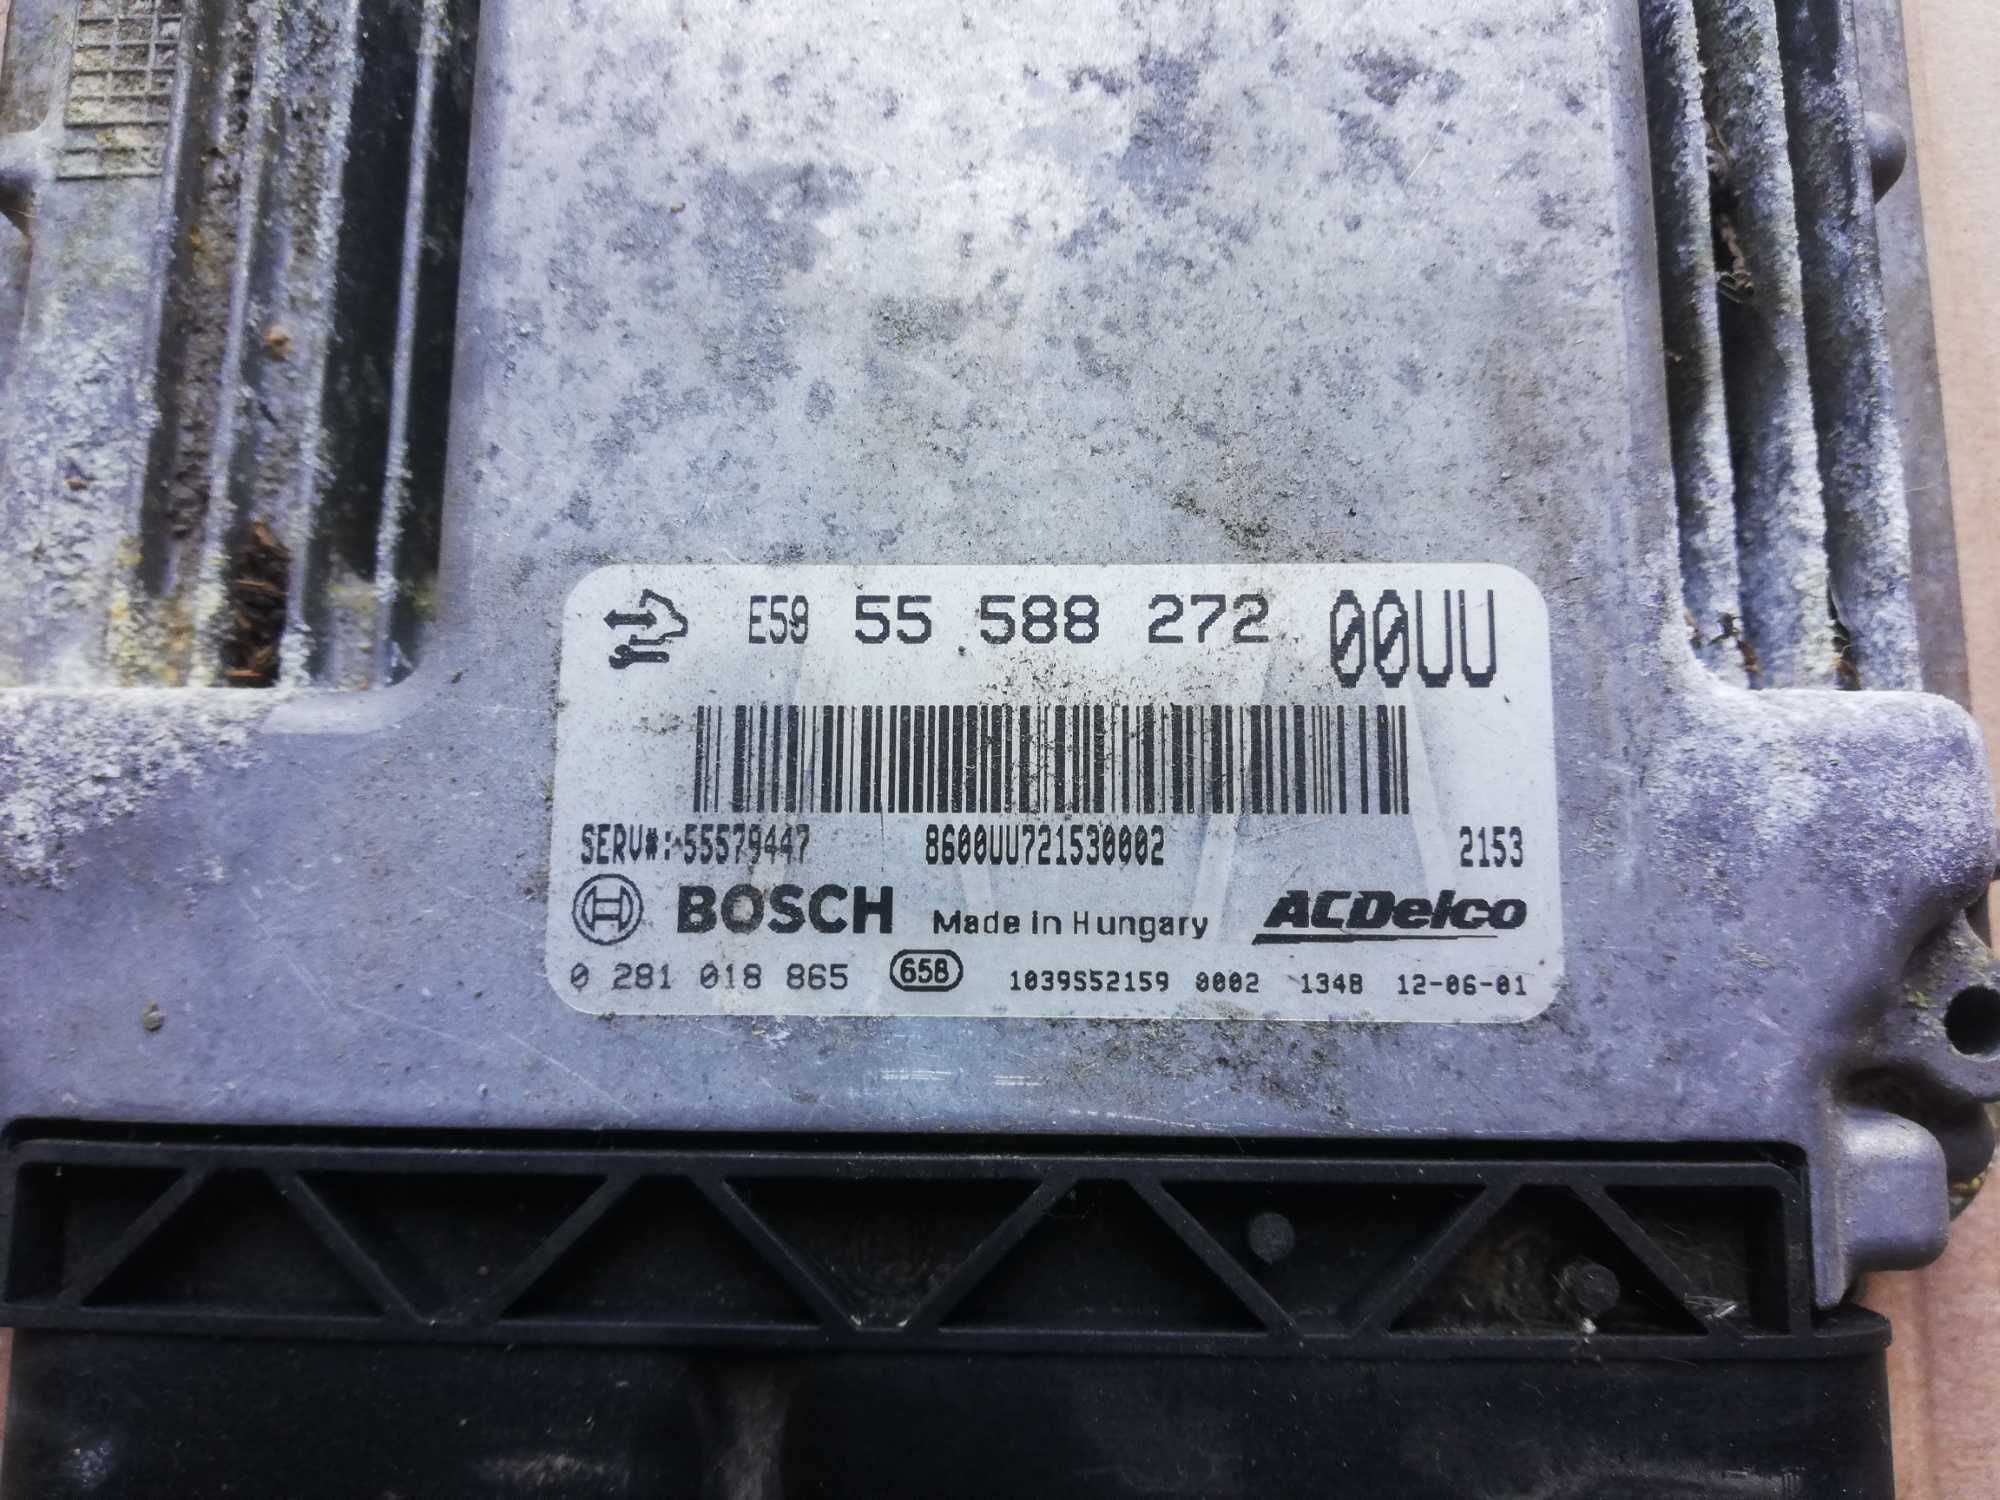 E59 55 588 272 00UU
SERV#: 55579447 8600UU721530002 2153
BOSCH Made in Hungary ACDelco
0 281 018 865 65B 1039S52159 0002 1348 12-06-01